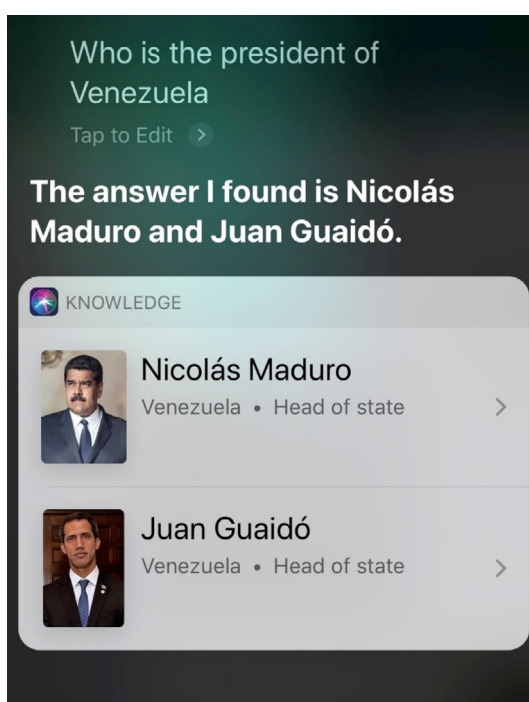 Who is the president of
Venezuela
Tap to Edit
The answer I found is Nicolás
Maduro and Juan Guaidó.
KNOWLEDGE
Nicolás Maduro
Venezuela • Head of state
Juan Guaidó
Venezuela • Head of state